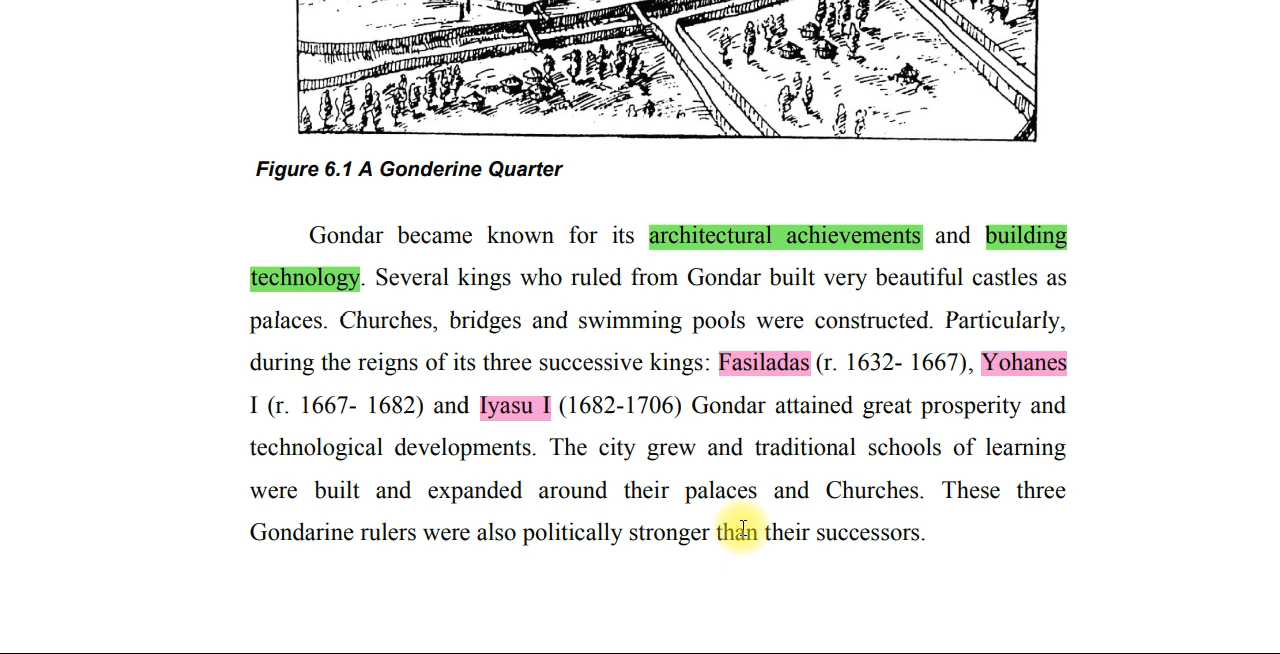 Figure 6.1 A Gonderine Quarter
Gondar became known for its architectural achievements and building
technology. Several kings who ruled from Gondar built very beautiful castles as
palaces. Churches, bridges and swimming pools were constructed. Particularly,
during the reigns of its three successive kings: Fasiladas (r. 1632- 1667), Yohanes
I (r. 1667- 1682) and Iyasu I (1682-1706) Gondar attained great prosperity and
technological developments. The city grew and traditional schools of learning
were built and expanded around their palaces and Churches. These three
Gondarine rulers were also politically stronger than their successors.